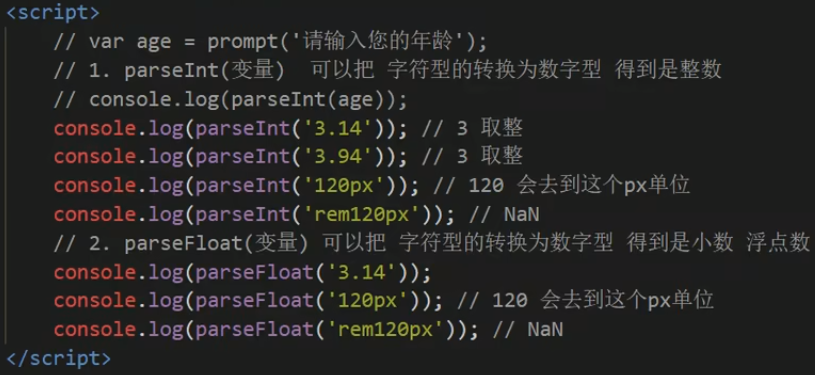 <script>
// var age = prompt('请输入您的年龄');
// 1. parseInt(变量) 可以把 字符型的转换为数字型 得到是整数
// console.log(parseInt(age));
console.log(parseInt('3.14')); // 3 取整
console.log(parseInt('3.94')); // 3 取整
console.log(parseInt('120px')); // 120 会去到这个px单位
console.log(parseInt('rem120px')); // NaN
// 2. parseFloat(变量) 可以把 字符型的转换为数字型 得到是小数 浮点数
console.log(parseFloat('3.14'));
console.log(parseFloat('120px')); // 120 会去到这个px单位
console.log(parseFloat('rem120px')); // NaN
</script>